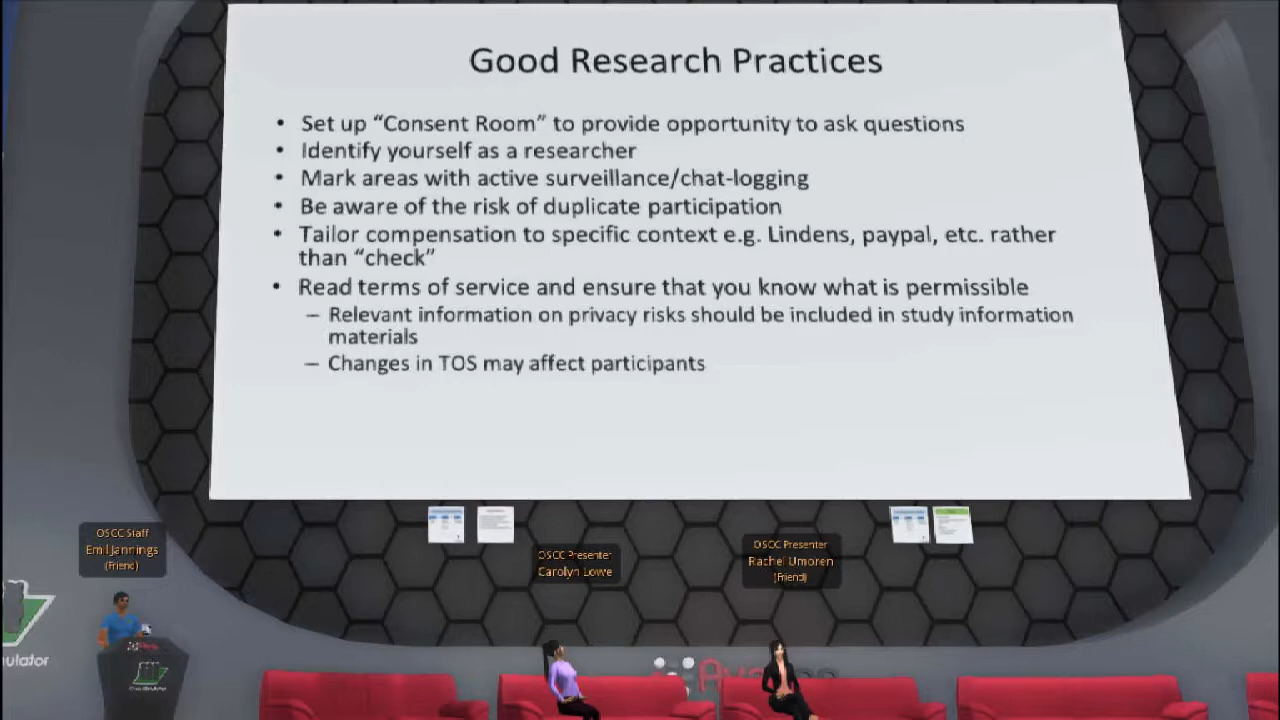 Good Research Practices
• Set up “Consent Room” to provide opportunity to ask questions
• Identify yourself as a researcher
• Mark areas with active surveillance/chat-logging
• Be aware of the risk of duplicate participation
• Tailor compensation to specific context e.g. Lindens, paypal, etc. rather
than “check”
• Read terms of service and ensure that you know what is permissible
– Relevant information on privacy risks should be included in study information
materials
– Changes in TOS may affect participants
OSCC Staff
Emil Jannings
(Friend)
OSCC Presenter
Carolyn Lowe
OSCC Presenter
Rachel Umoren
(Friend)